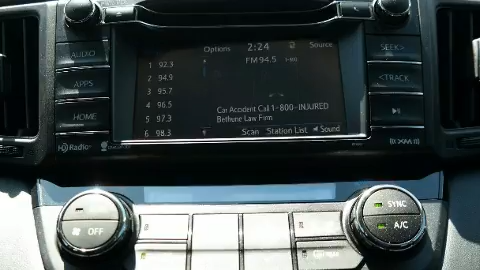 Options 2:24 Source
AUDIO
SEEK>
1 92.3
FM 94.5
2 94.9
APPS
<TRACK
3 95.7
4 96.5
Car Accident Call 1-800-INJURED
HOME
5 97.3
Bethune Law Firm
6 98.3
Scan Station List Sound
HD Radio
XM
OFF
SYNC
A/C